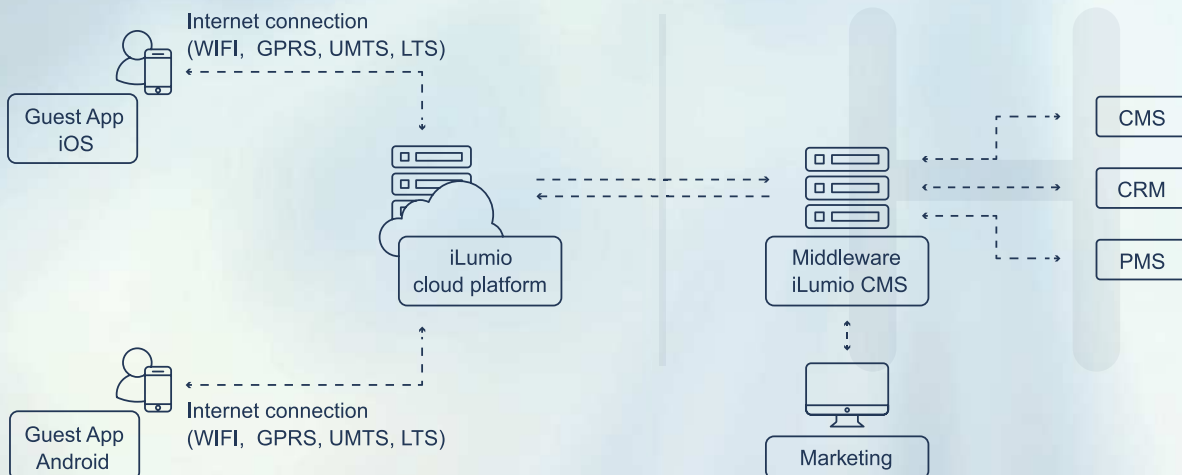 Internet connection
(WIFI, GPRS, UMTS, LTS)
Guest App
iOS
iLumio
cloud platform
Middleware
iLumio CMS
CMS
CRM
PMS
Internet connection
(WIFI, GPRS, UMTS, LTS)
Guest App
Android
Marketing